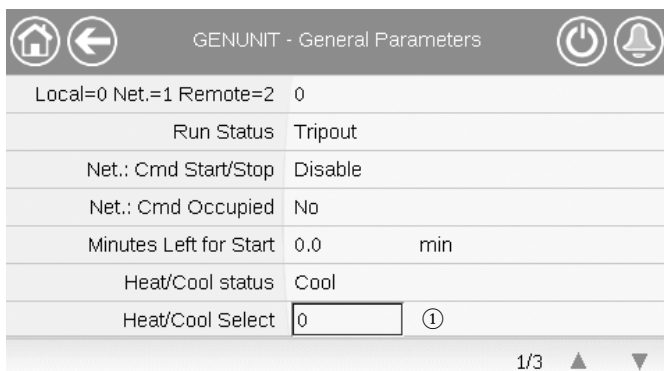 GENUNIT - General Parameters
Local=0 Net.=1 Remote=2 0
Run Status Tripout
Net.: Cmd Start/Stop Disable
Net.: Cmd Occupied No
Minutes Left for Start 0.0 min
Heat/Cool status Cool
Heat/Cool Select 0 ①
1/3